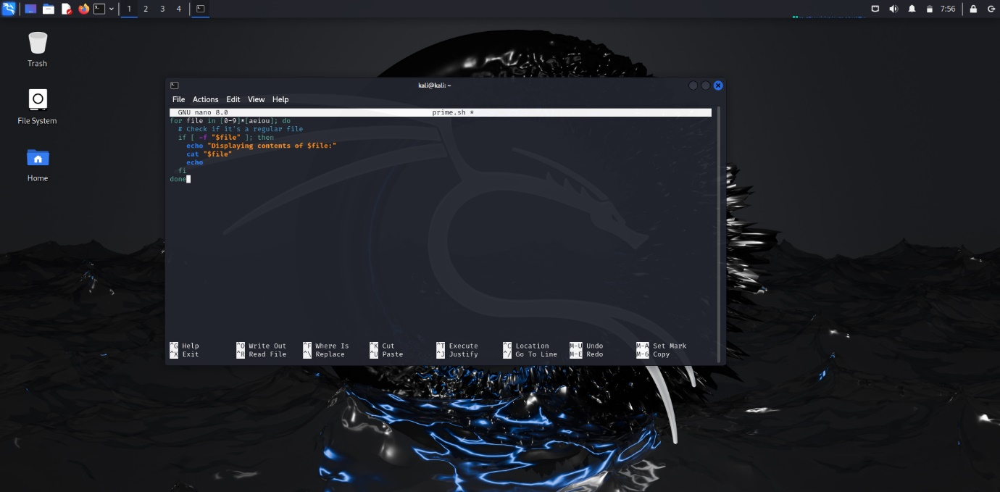 1 2 3 4 7:56
Trash
File System
Home
kali@kali: ~
File Actions Edit View Help
GNU nano 8.0 prime.sh *
for file in [0-9]*[aeiou]; do
  # Check if it's a regular file
  if [ -f "$file" ]; then
    echo "Displaying contents of $file:"
    cat "$file"
    echo
  fi
done
^G Help ^O Write Out ^F Where Is ^K Cut ^T Execute ^C Location M-U Undo M-A Set Mark
^X Exit ^R Read File ^\ Replace ^U Paste ^J Justify ^/ Go To Line M-E Redo M-6 Copy